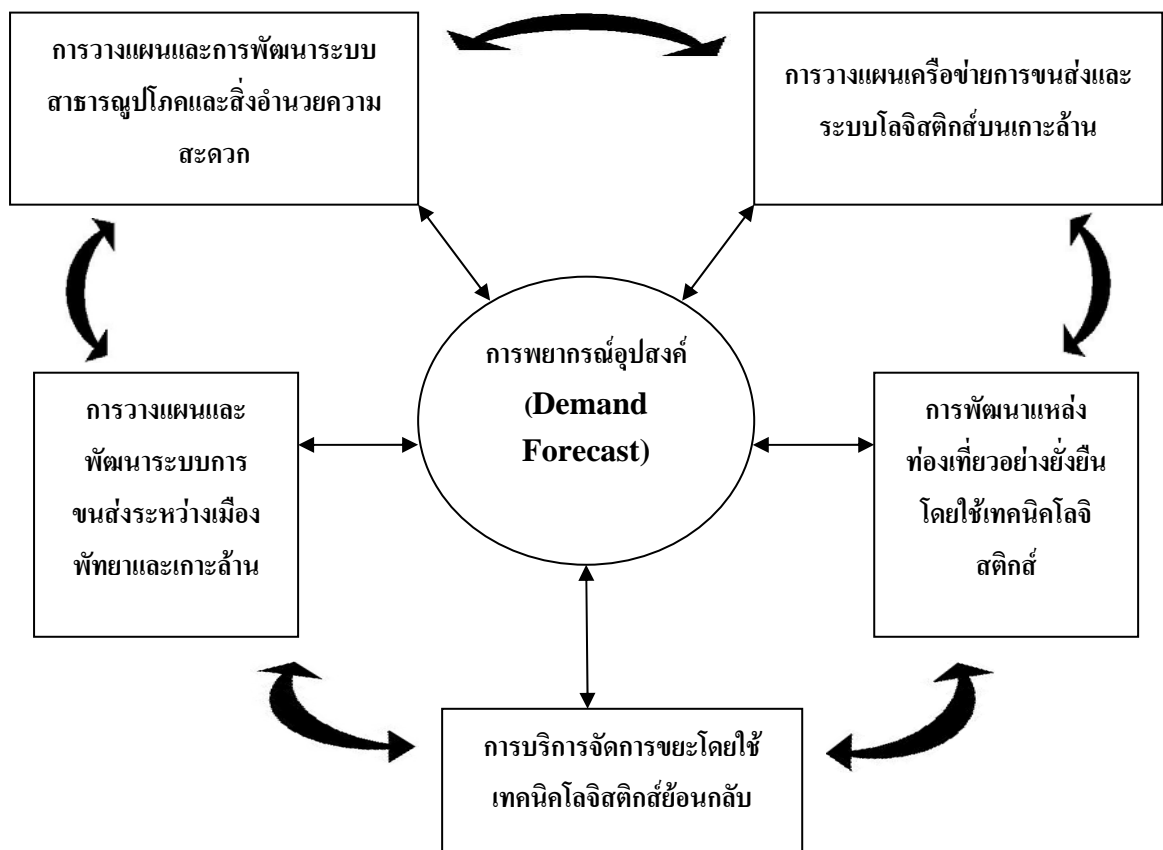 การวางแผนและการพัฒนาระบบ
สาธารณูปโภคและสิ่งอำนวยความ
สะดวก
การวางแผนเครือข่ายการขนส่งและ
ระบบโลจิสติกส์บนเกาะล้าน
การพยากรณ์อุปสงค์
(Demand
Forecast)
การวางแผนและ
พัฒนาระบบการ
ขนส่งระหว่างเมือง
พัทยาและเกาะล้าน
การพัฒนาแหล่ง
ท่องเที่ยวอย่างยั่งยืน
โดยใช้เทคนิคโลจิ
สติกส์
การบริการจัดการขยะโดยใช้
เทคนิคโลจิสติกส์ย้อนกลับ